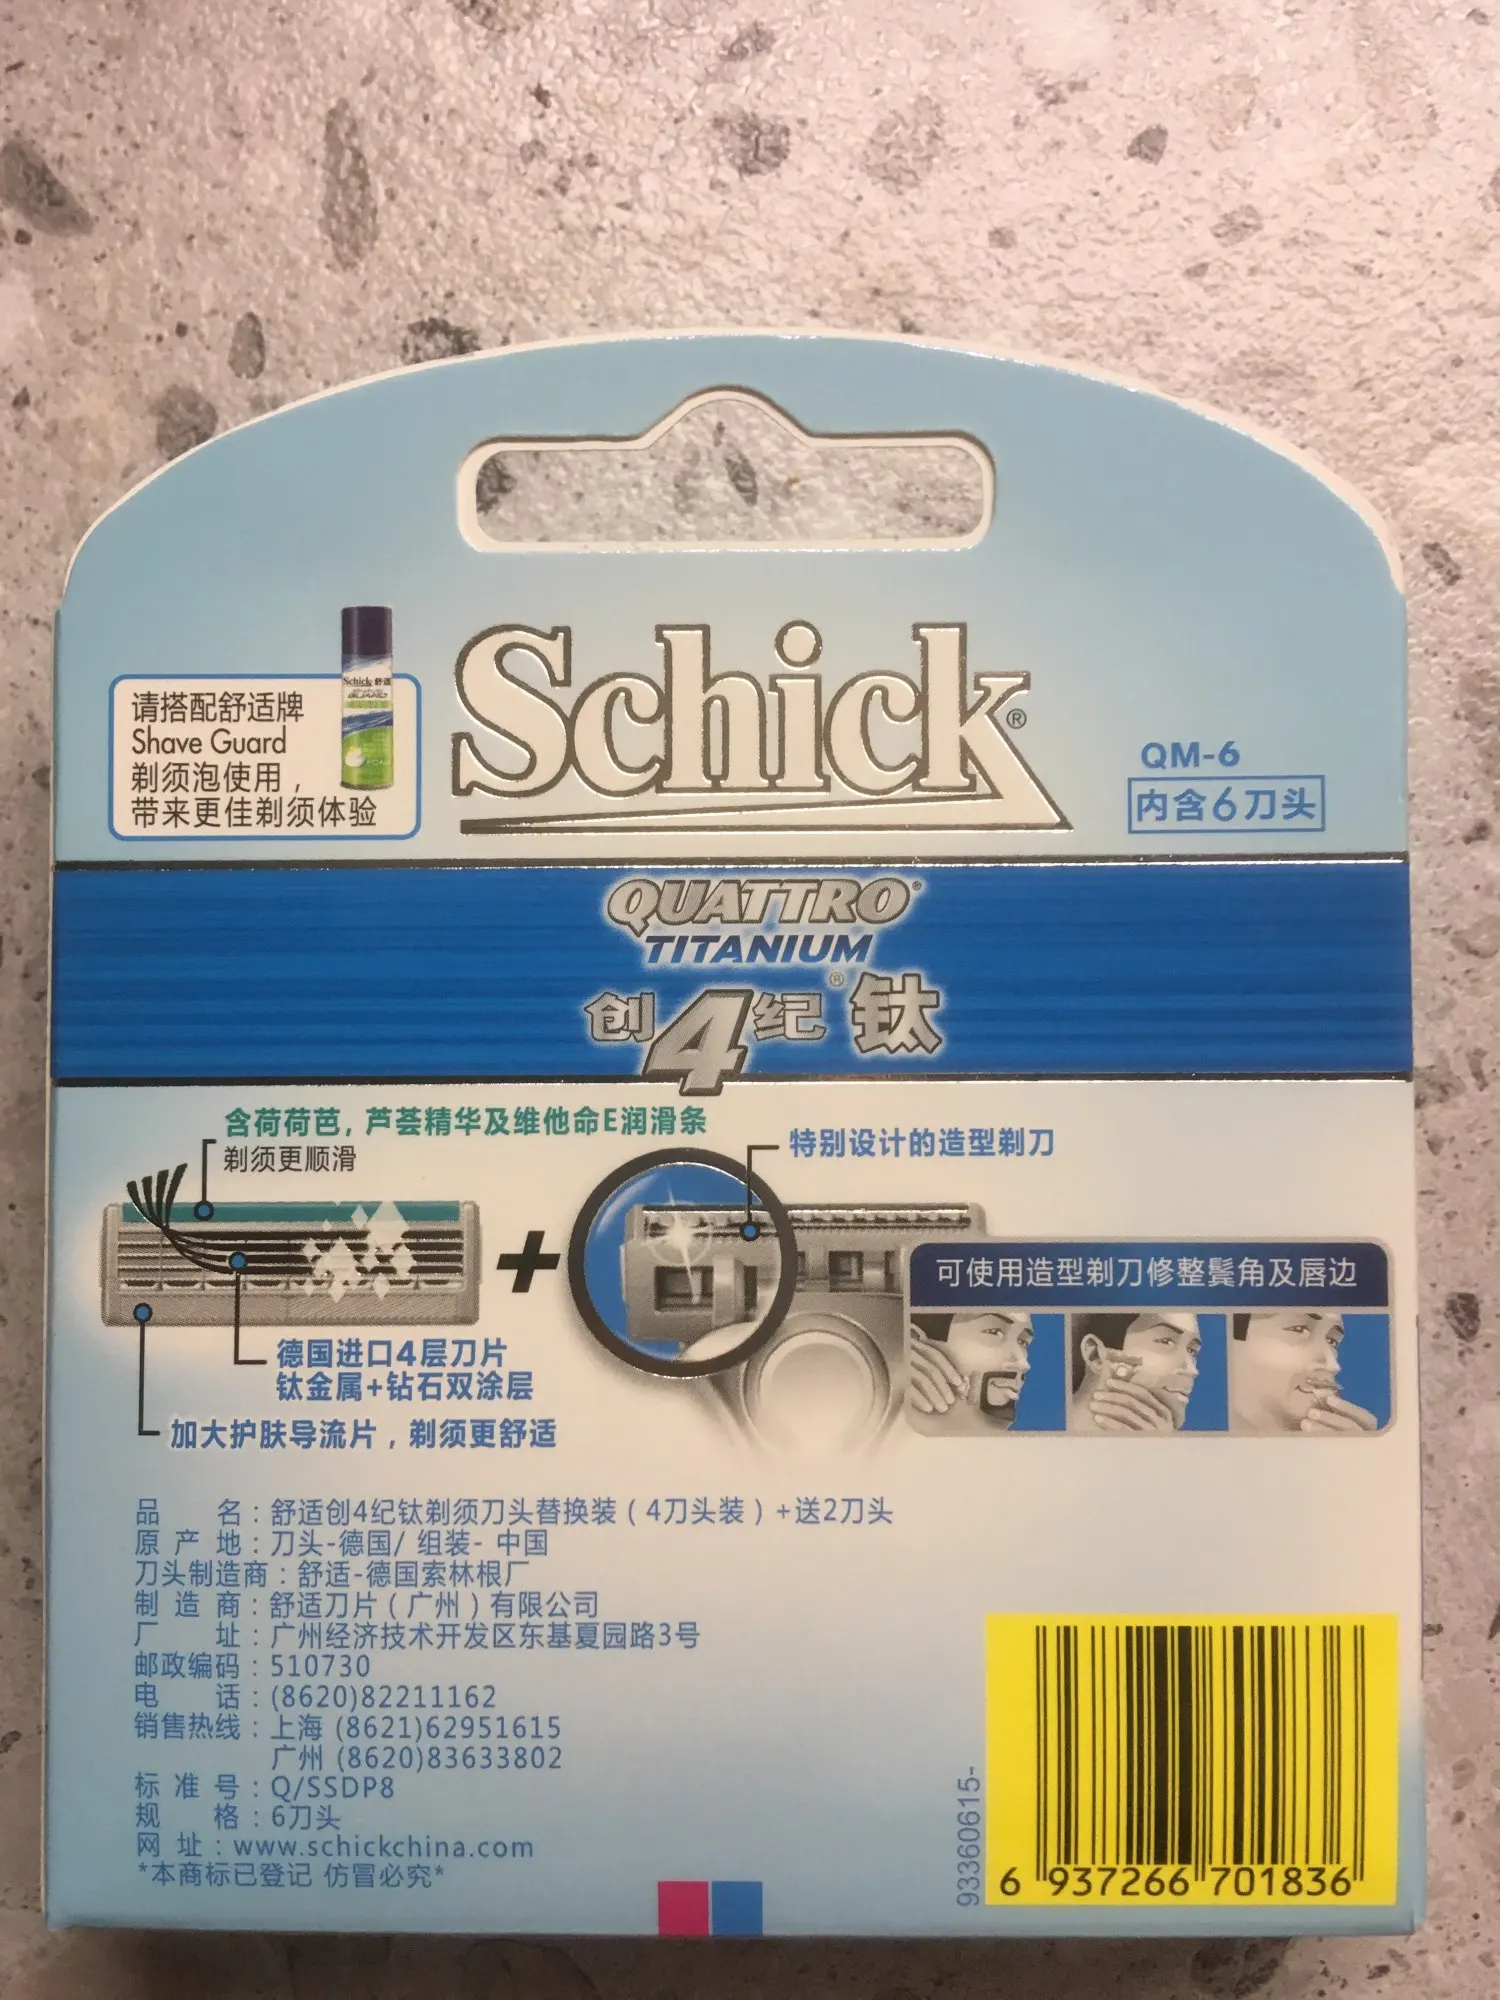 请搭配舒适牌
Shave Guard
剃须泡使用，
带来更佳剃须体验
Schick 舒适
Schick®
QM-6
内含6刀头
QUATTRO®
TITANIUM
创4纪®钛
含荷荷芭，芦荟精华及维他命E润滑条
剃须更顺滑
特别设计的造型剃刀
可使用造型剃刀修整鬓角及唇边
德国进口4层刀片
钛金属+钻石双涂层
加大护肤导流片，剃须更舒适
品 名：舒适创4纪钛剃须刀头替换装（4刀头装）+送2刀头
原 产 地：刀头-德国/ 组装- 中国
刀头制造商：舒适-德国索林根厂
制 造 商：舒适刀片（广州）有限公司
厂 址：广州经济技术开发区东基夏园路3号
邮政编码：510730
电 话：(8620)82211162
销售热线：上海 (8621)62951615
广州 (8620)83633802
标 准 号：Q/SSDP8
规 格：6刀头
网 址：www.schickchina.com
*本商标已登记 仿冒必究*
93360615-
6 937266 701836